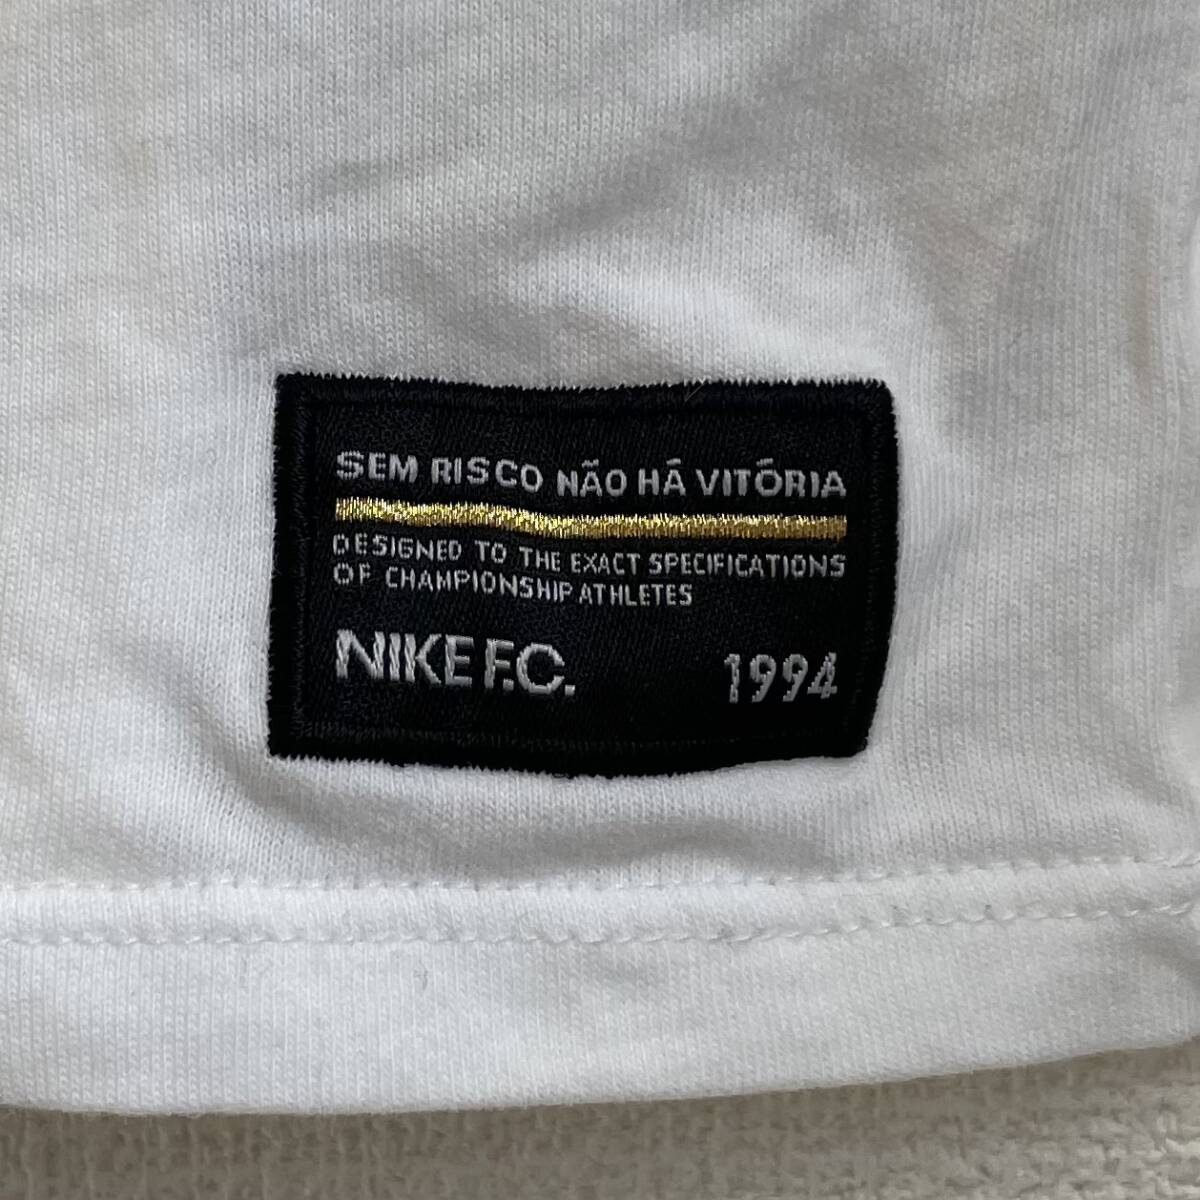 SEM RISCO NÃO HÁ VITÓRIA
DESIGNED TO THE EXACT SPECIFICATIONS
OF CHAMPIONSHIP ATHLETES
NIKE F.C. 1994